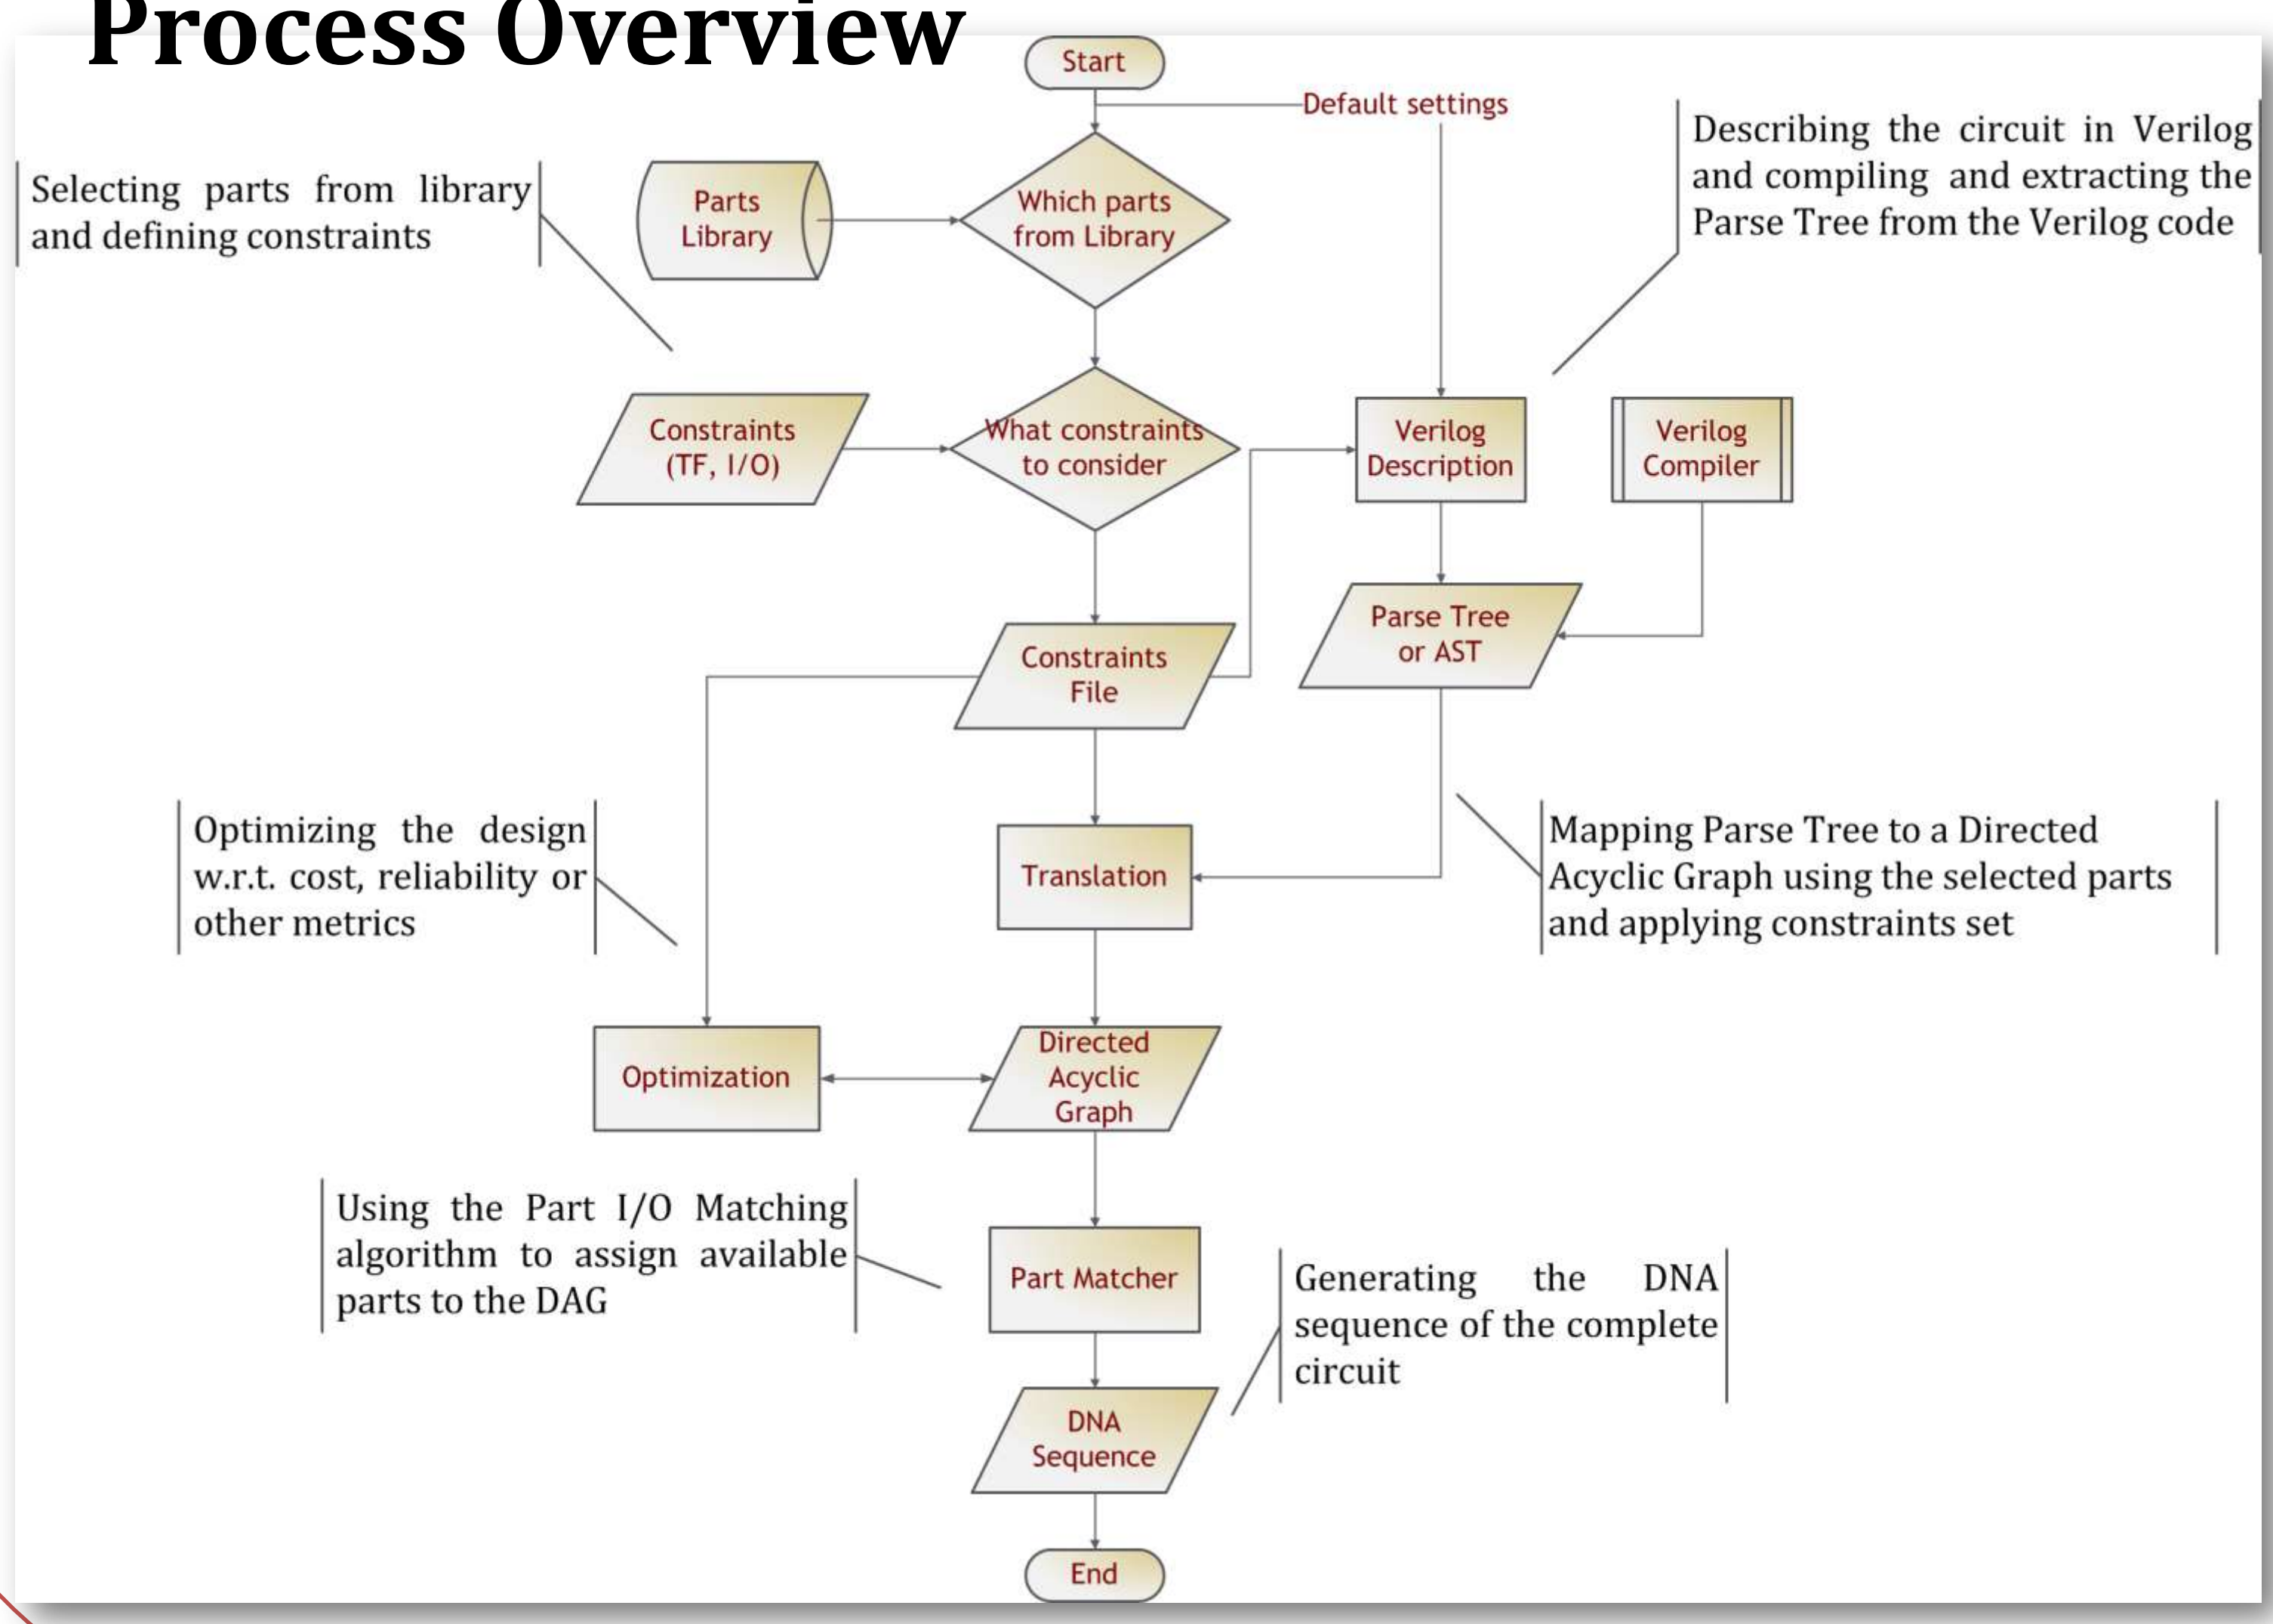 Process Overview
Start
Default settings
Describing the circuit in Verilog
and compiling and extracting the
Parse Tree from the Verilog code
Selecting parts from library
and defining constraints
Parts
Library
Which parts
from Library
Constraints
(TF, I/O)
What constraints
to consider
Verilog
Description
Verilog
Compiler
Parse Tree
or AST
Constraints
File
Optimizing the design
w.r.t. cost, reliability or
other metrics
Translation
Mapping Parse Tree to a Directed
Acyclic Graph using the selected parts
and applying constraints set
Optimization
Directed
Acyclic
Graph
Using the Part I/O Matching
algorithm to assign available
parts to the DAG
Part Matcher
Generating the DNA
sequence of the complete
circuit
DNA
Sequence
End